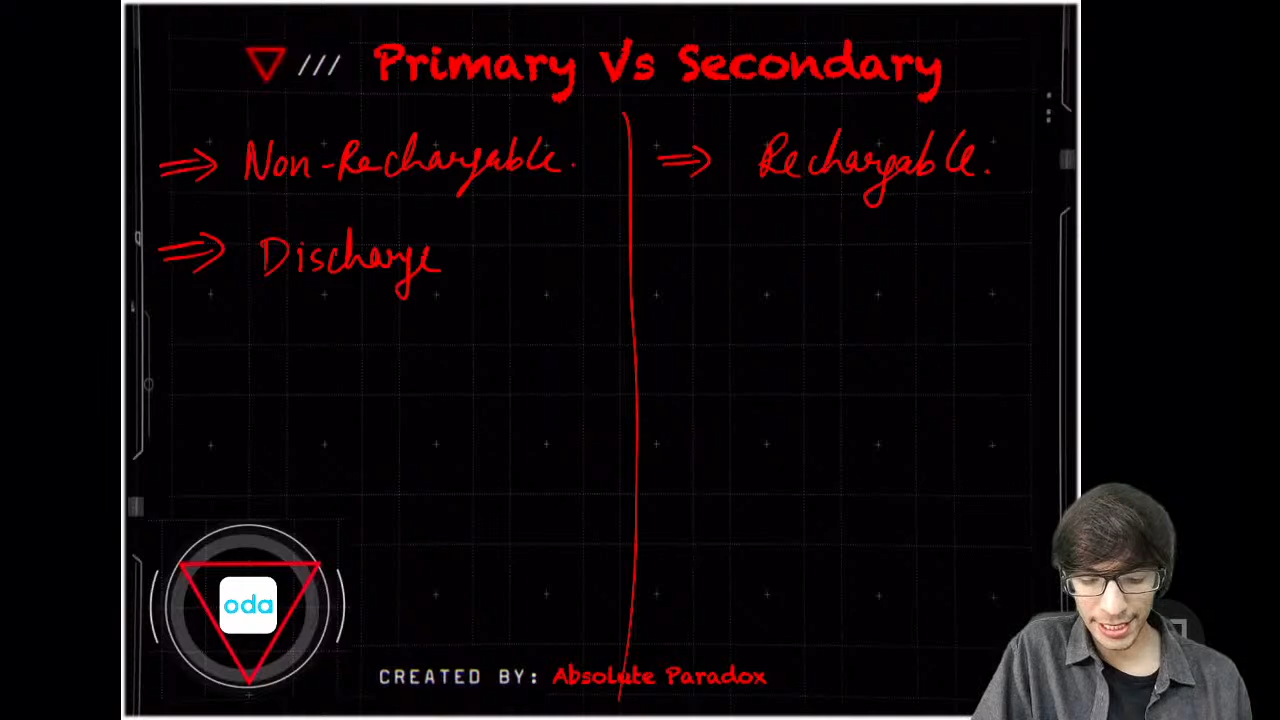 /// Primary Vs Secondary
⇒ Non-Rechargable.
⇒ Rechargable.
⇒ Discharge
oda
CREATED BY: Absolute Paradox